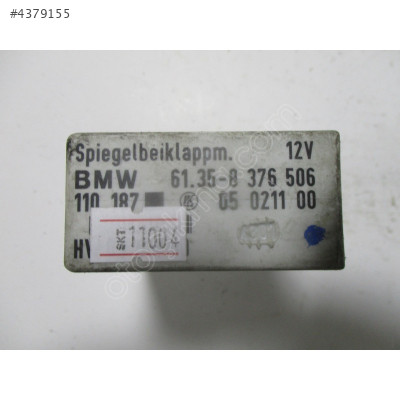 #4379155
Spiegelbeiklappm. 12V
BMW 61.35-8 376 506
110 187 05 0211 00
HV
SKT 11004